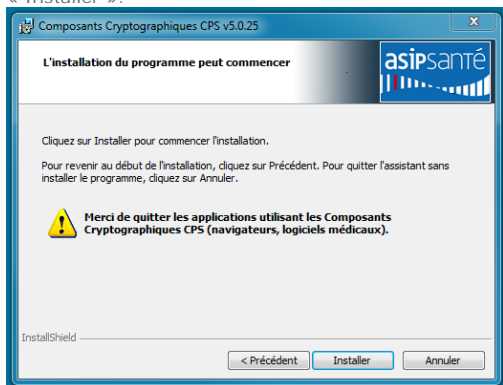 « Installer ».
Composants Cryptographiques CPS v5.0.25
L'installation du programme peut commencer
asipsanté
Cliquez sur Installer pour commencer l'installation.
Pour revenir au début de l'installation, cliquez sur Précédent. Pour quitter l'assistant sans
installer le programme, cliquez sur Annuler.
Merci de quitter les applications utilisant les Composants
Cryptographiques CPS (navigateurs, logiciels médicaux).
InstallShield
< Précédent
Installer
Annuler